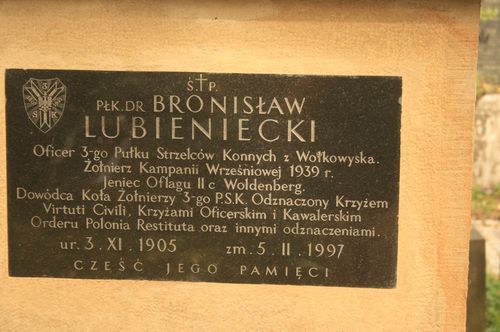 Ś.†P.
PŁK.DR BRONISŁAW
LUBIENIECKI
Oficer 3-go Pułku Strzelców Konnych z Wołkowyska.
Żołnierz Kampanii Wrześniowej 1939 r.
Jeniec Oflagu II c Woldenberg.
Dowódca Koła Żołnierzy 3-go P.S.K. Odznaczony Krzyżem
Virtuti Civili, Krzyżami Oficerskim i Kawalerskim
Orderu Polonia Restituta oraz innymi odznaczeniami.
ur. 3. XI. 1905 zm. 5. II. 1997
CZEŚĆ JEGO PAMIĘCI